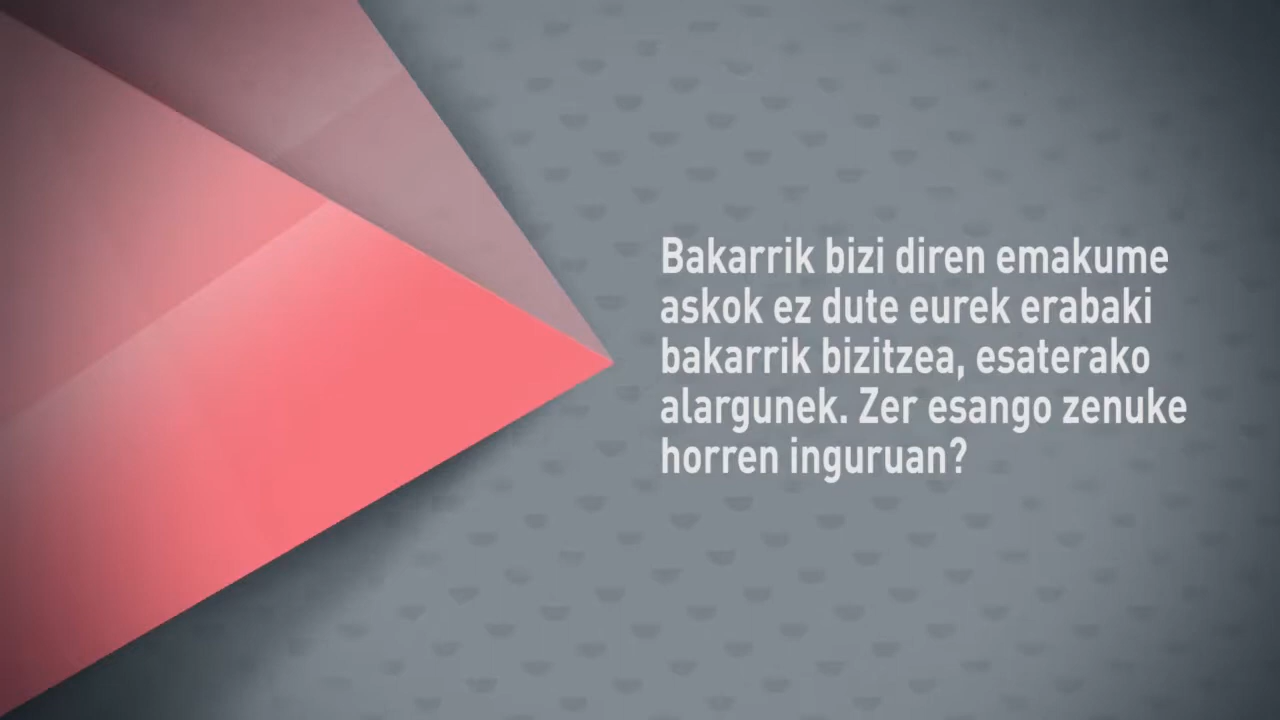 Bakarrik bizi diren emakume
askok ez dute eurek erabaki
bakarrik bizitzea, esaterako
alargunek. Zer esango zenuke
horren inguruan?